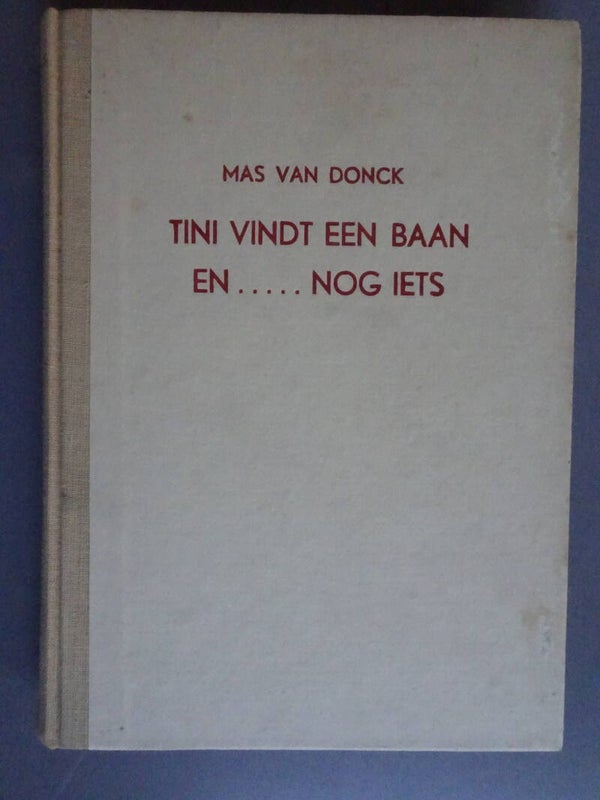 MAS VAN DONCK
TINI VINDT EEN BAAN
EN ..... NOG IETS